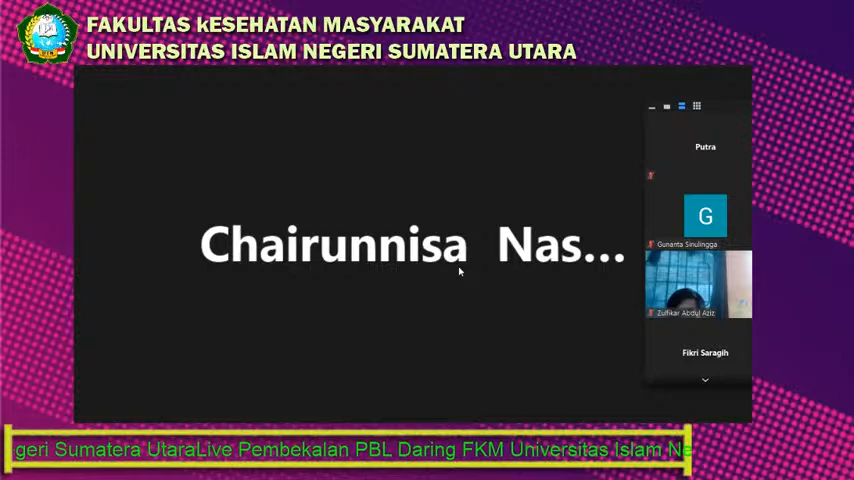 FAKULTAS kESEHATAN MASYARAKAT
UNIVERSITAS ISLAM NEGERI SUMATERA UTARA
Putra
G
Gunanta Sinulingga
Chairunnisa Nas...
Zulfikar Abdul Aziz
Fikri Saragih
geri Sumatera UtaraLive Pembekalan PBL Daring FKM Universitas Islam Ne